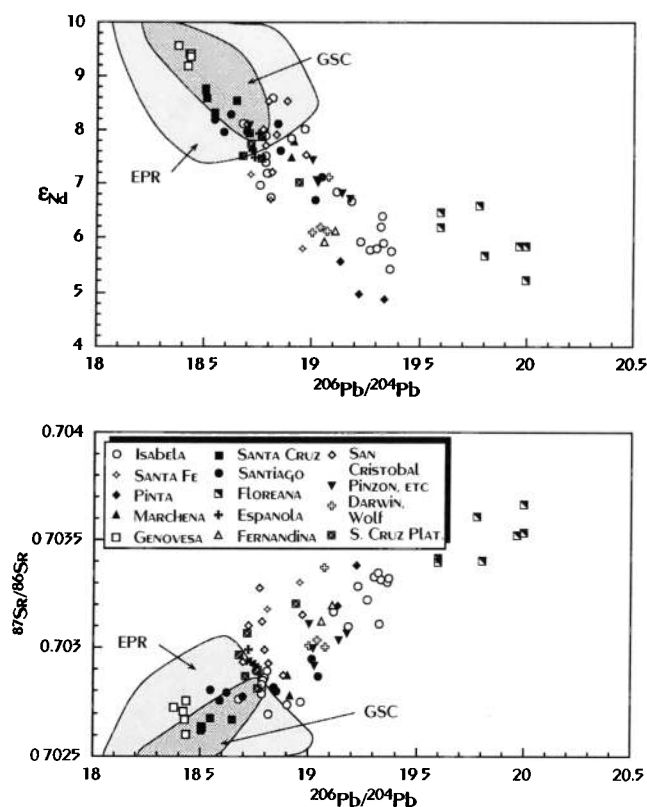 10
9
8
7
6
5
4
εNd
GSC
EPR
18
18.5
19
19.5
20
20.5
206Pb/204Pb
0.704
0.7035
0.703
0.7025
87Sr/86Sr
Isabela
Santa Fe
Pinta
Marchena
Genovesa
Santa Cruz
Santiago
Floreana
Espanola
Fernandina
San Cristobal
Pinzon, etc
Darwin, Wolf
S. Cruz Plat.
EPR
GSC
18
18.5
19
19.5
20
20.5
206Pb/204Pb